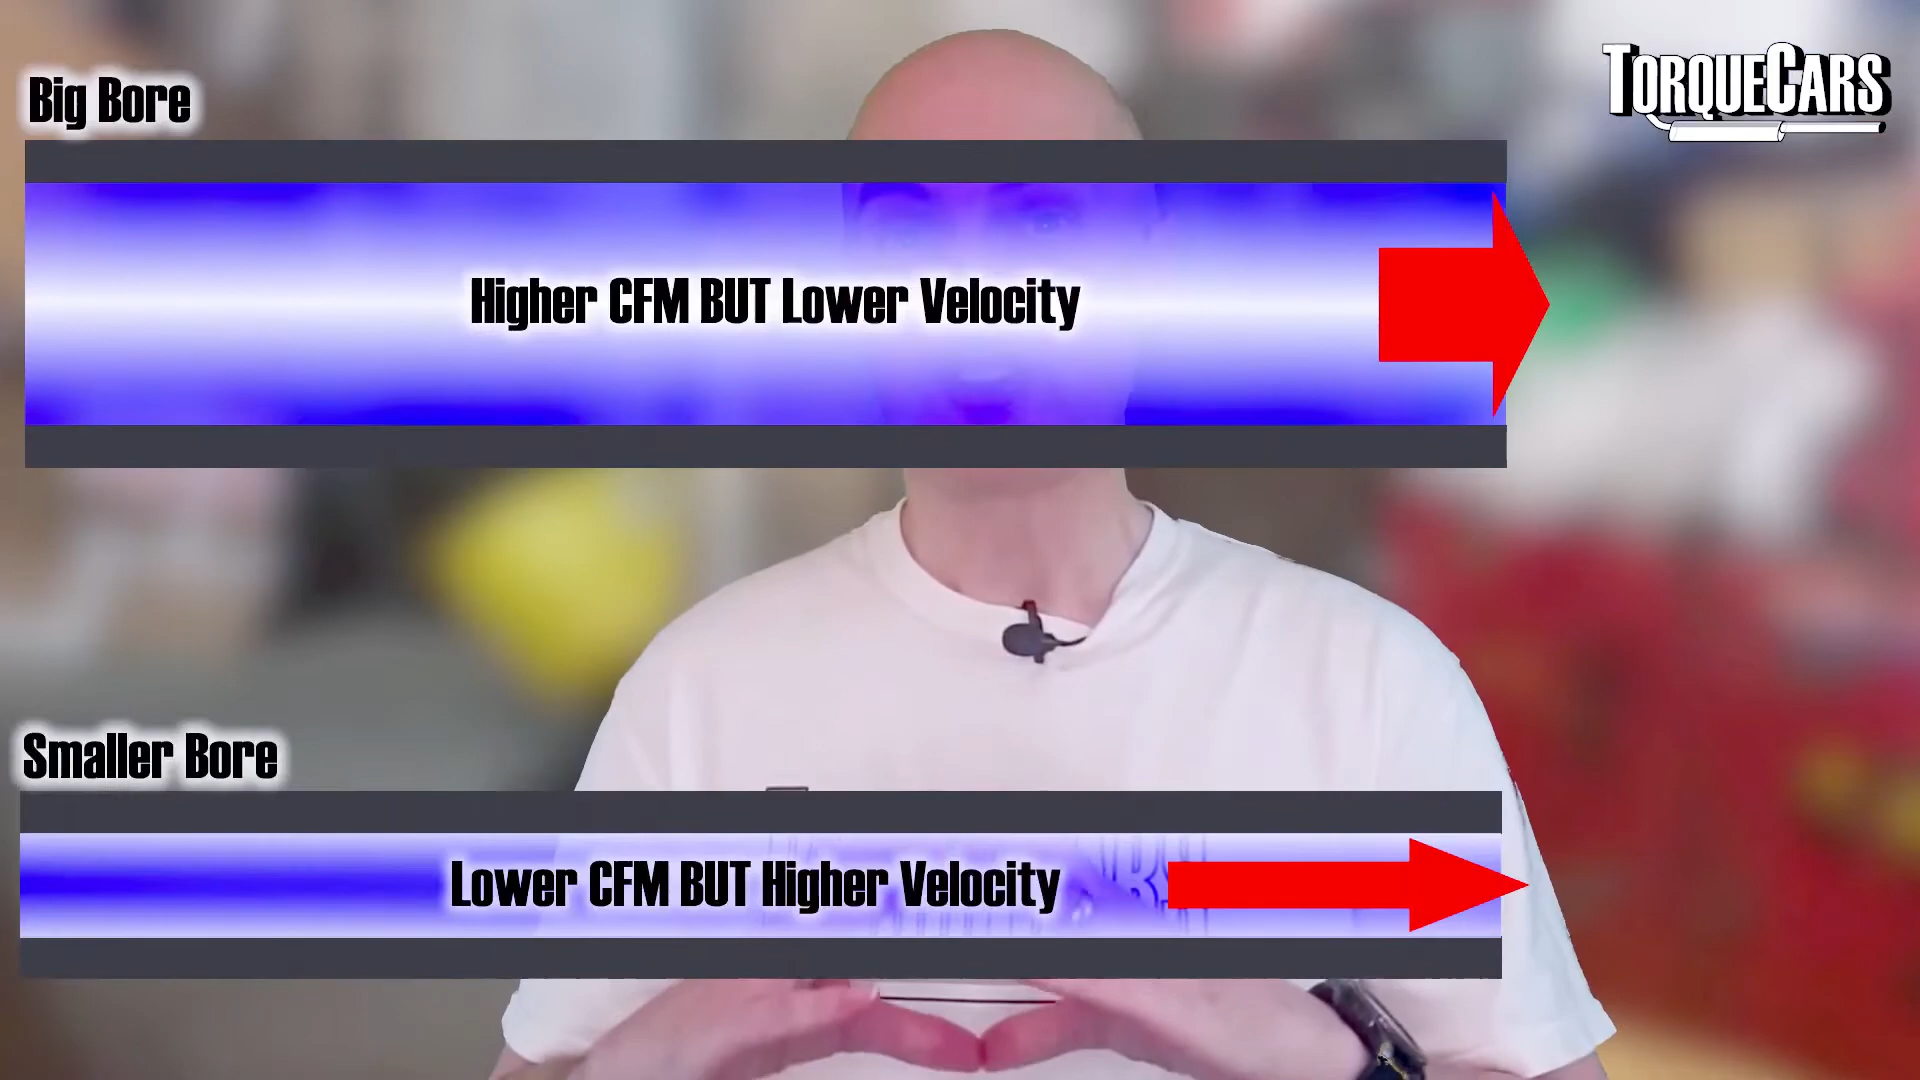 TORQUECARS
Big Bore
Higher CFM BUT Lower Velocity
Smaller Bore
Lower CFM BUT Higher Velocity